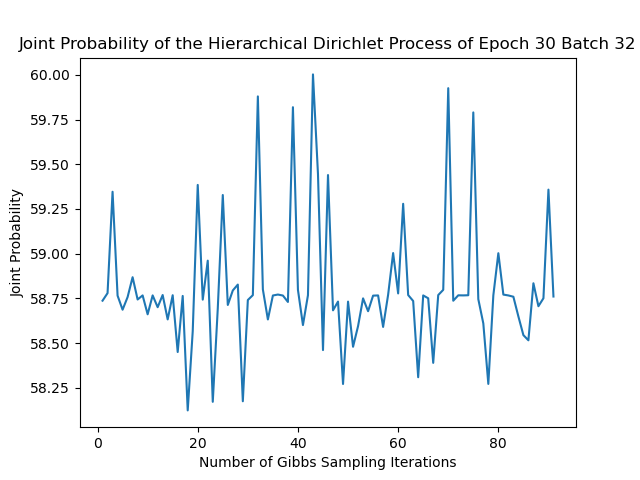 Joint Probability of the Hierarchical Dirichlet Process of Epoch 30 Batch 32
60.00
59.75
59.50
59.25
59.00
58.75
58.50
58.25
Joint Probability
0 20 40 60 80
Number of Gibbs Sampling Iterations